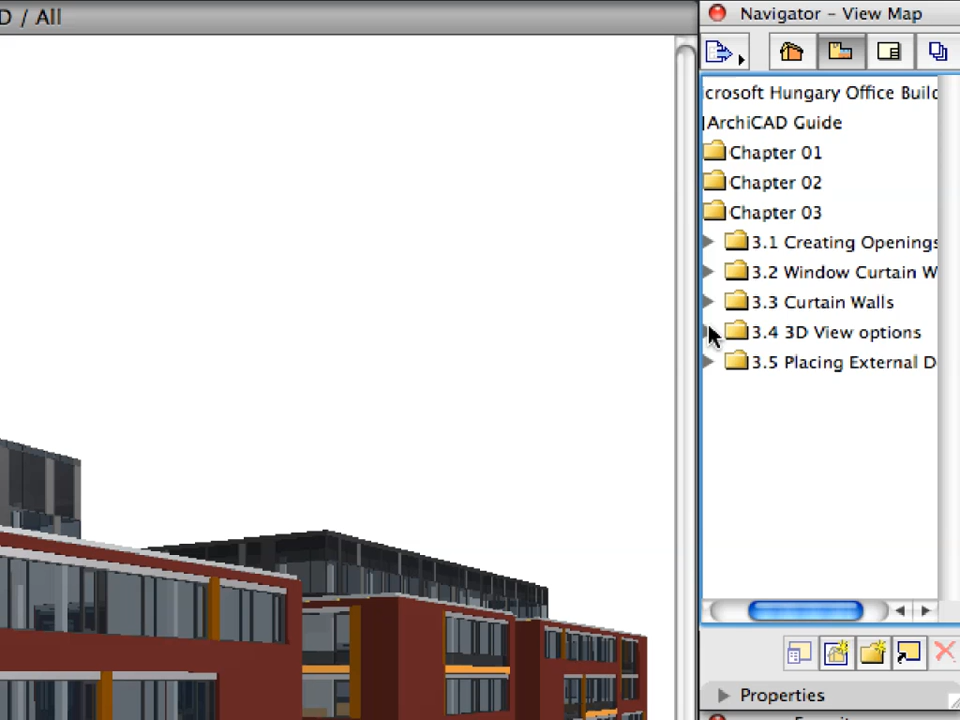 D / All
Navigator - View Map
icrosoft Hungary Office Build
ArchiCAD Guide
Chapter 01
Chapter 02
Chapter 03
3.1 Creating Openings
3.2 Window Curtain W
3.3 Curtain Walls
3.4 3D View options
3.5 Placing External D
Properties